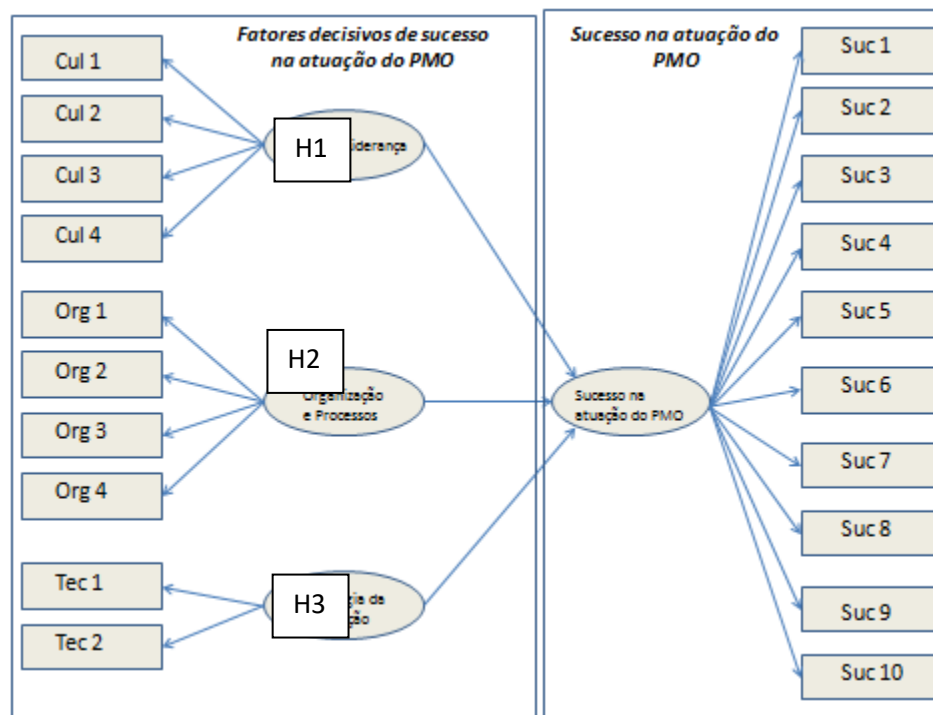 Fatores decisivos de sucesso
na atuação do PMO
Cul 1
Cul 2
Cul 3
Cul 4
H1
Org 1
Org 2
Org 3
Org 4
H2
Organização
e Processos
Tec 1
Tec 2
H3
Sucesso na atuação do
PMO
Sucesso na
atuação do PMO
Suc 1
Suc 2
Suc 3
Suc 4
Suc 5
Suc 6
Suc 7
Suc 8
Suc 9
Suc 10